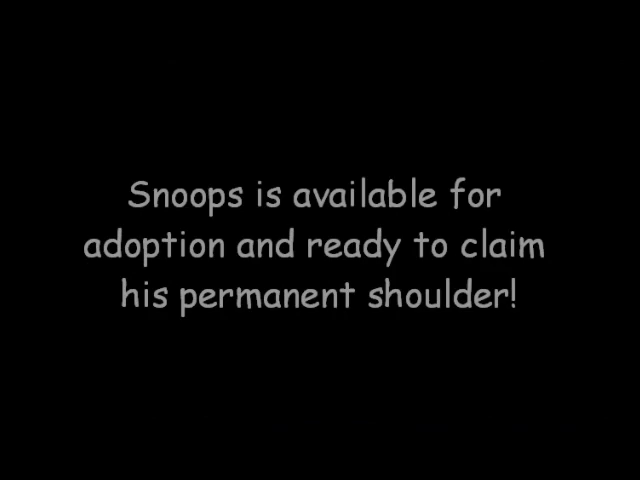 Snoops is available for
adoption and ready to claim
his permanent shoulder!